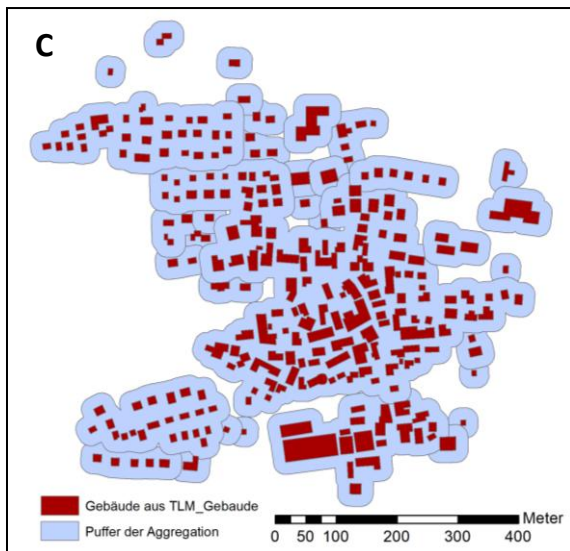 C
Gebäude aus TLM_Gebaude
Puffer der Aggregation
Meter
0 50 100 200 300 400